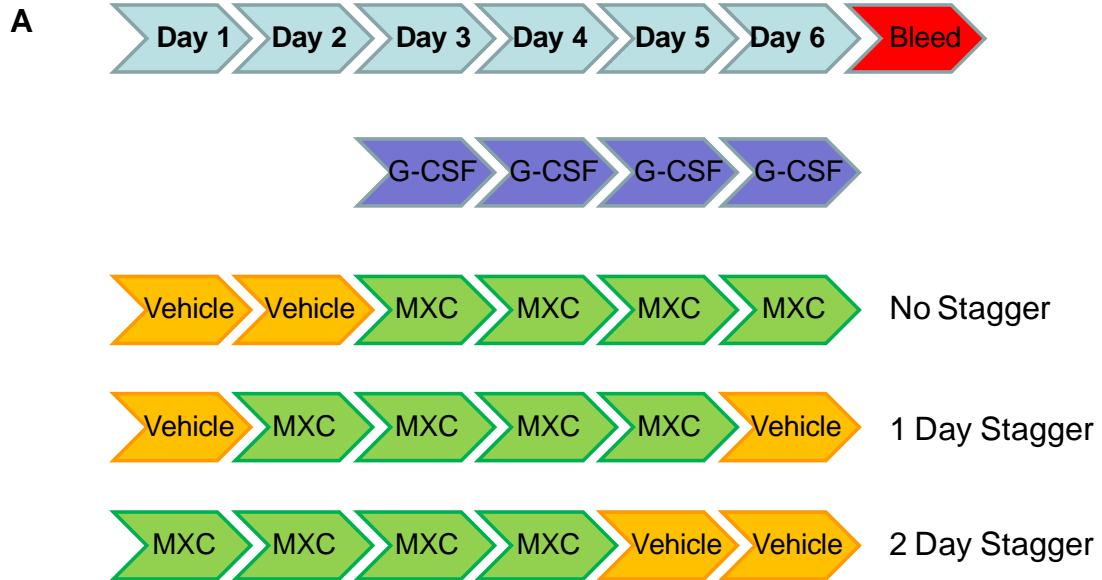 A
Day 1 Day 2 Day 3 Day 4 Day 5 Day 6 Bleed
G-CSF G-CSF G-CSF G-CSF
Vehicle Vehicle MXC MXC MXC MXC No Stagger
Vehicle MXC MXC MXC MXC Vehicle 1 Day Stagger
MXC MXC MXC MXC Vehicle Vehicle 2 Day Stagger